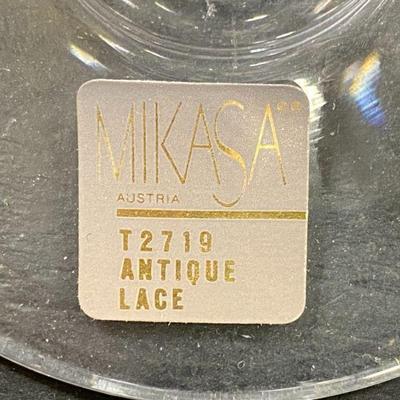 MIKASA
AUSTRIA
T2719
ANTIQUE
LACE